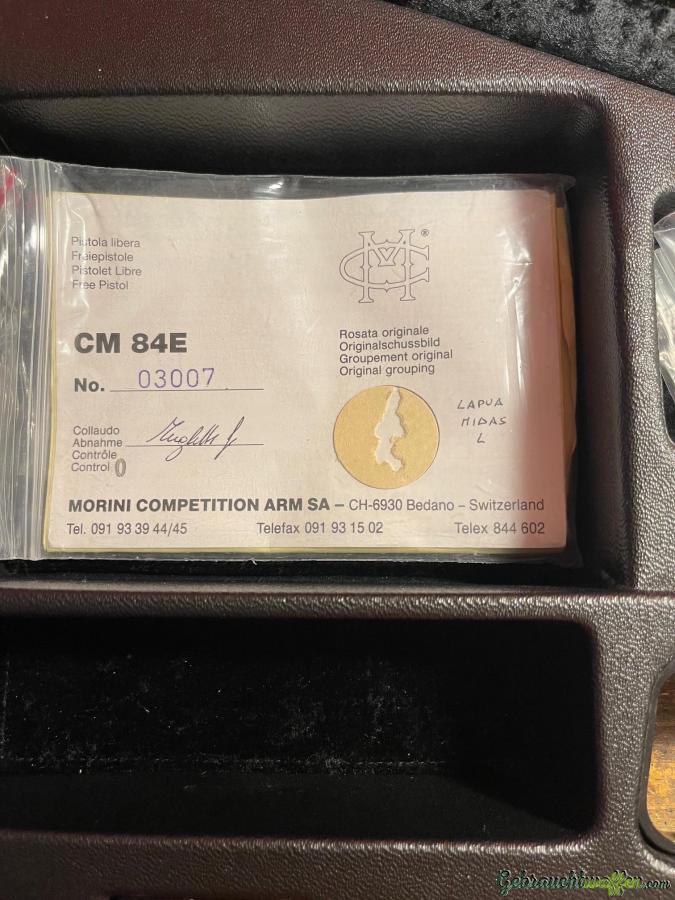 Pistola libera
Freiepistole
Pistolet Libre
Free Pistol
®
CM 84E
No. 03007
Rosata originale
Originalschussbild
Groupement original
Original grouping
LAPUA
MIDAS
L
Collaudo
Abnahme
Contrôle
Control
MORINI COMPETITION ARM SA – CH-6930 Bedano – Switzerland
Tel. 091 93 39 44/45 Telefax 091 93 15 02 Telex 844 602
Gebrauchtwaffen.com